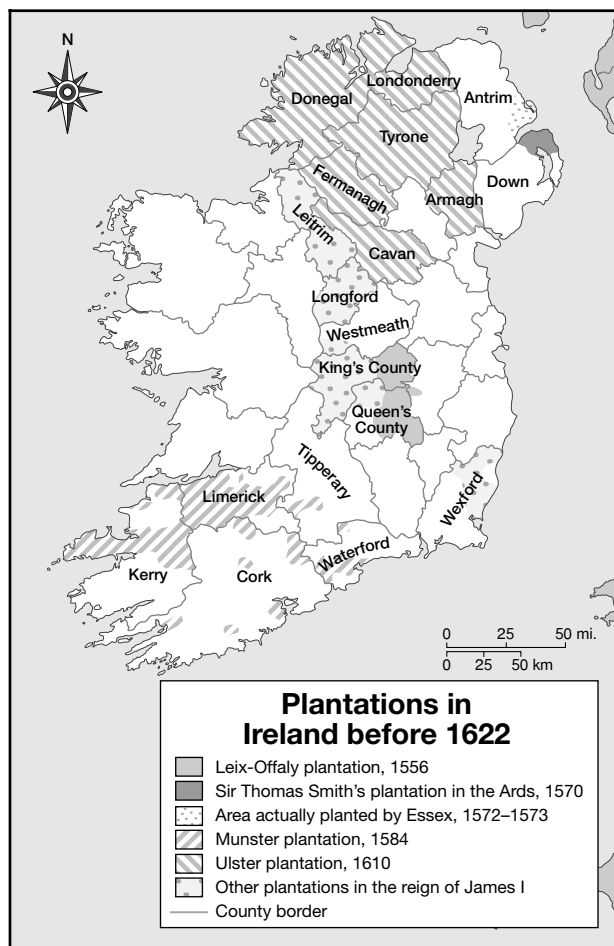 N
Londonderry
Antrim
Donegal
Tyrone
Fermanagh
Down
Armagh
Leitrim
Cavan
Longford
Westmeath
King's County
Queen's
County
Tipperary
Limerick
Wexford
Waterford
Kerry
Cork
0 25 50 mi.
0 25 50 km
Plantations in
Ireland before 1622
Leix-Offaly plantation, 1556
Sir Thomas Smith's plantation in the Ards, 1570
Area actually planted by Essex, 1572–1573
Munster plantation, 1584
Ulster plantation, 1610
Other plantations in the reign of James I
County border